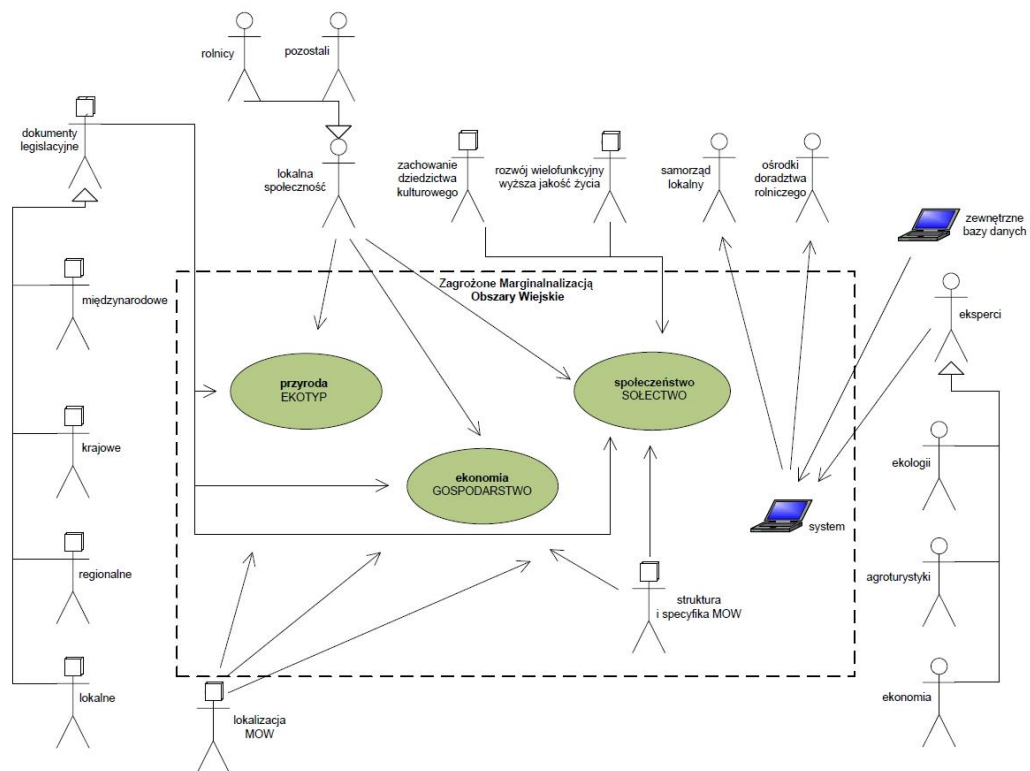 rolnicy
pozostali
dokumenty
legislacyjne
lokalna
społeczność
zachowanie
dziedzictwa
kulturowego
rozwój wielofunkcyjny
wyższa jakość życia
samorząd
lokalny
ośrodki
doradztwa
rolniczego
zewnętrzne
bazy danych
Zagrożone Marginalnalizacją
Obszary Wiejskie
międzynarodowe
eksperci
przyroda
EKOTYP
społeczeństwo
SOŁECTWO
krajowe
ekologii
ekonomia
GOSPODARSTWO
system
regionalne
agroturystyki
struktura
i specyfika MOW
lokalne
ekonomia
lokalizacja
MOW